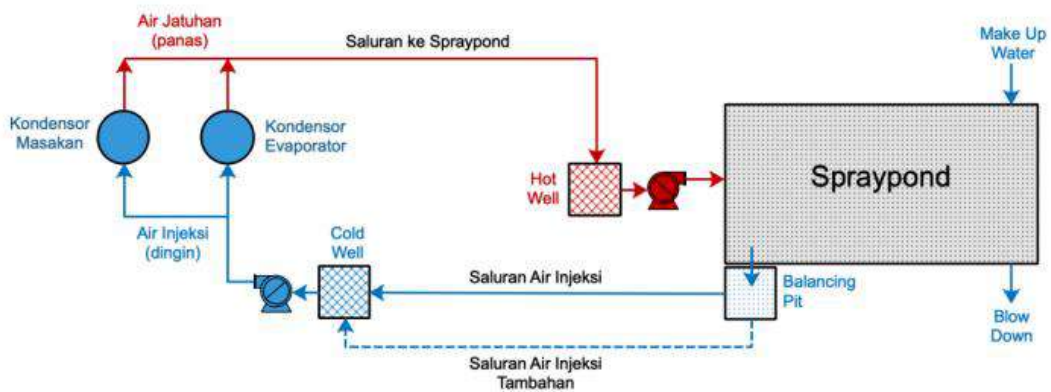 Air Jatuhan
(panas)
Saluran ke Spraypond
Make Up
Water
Kondensor
Masakan
Kondensor
Evaporator
Hot
Well
Spraypond
Air Injeksi
(dingin)
Cold
Well
Saluran Air Injeksi
Balancing
Pit
Blow
Down
Saluran Air Injeksi
Tambahan